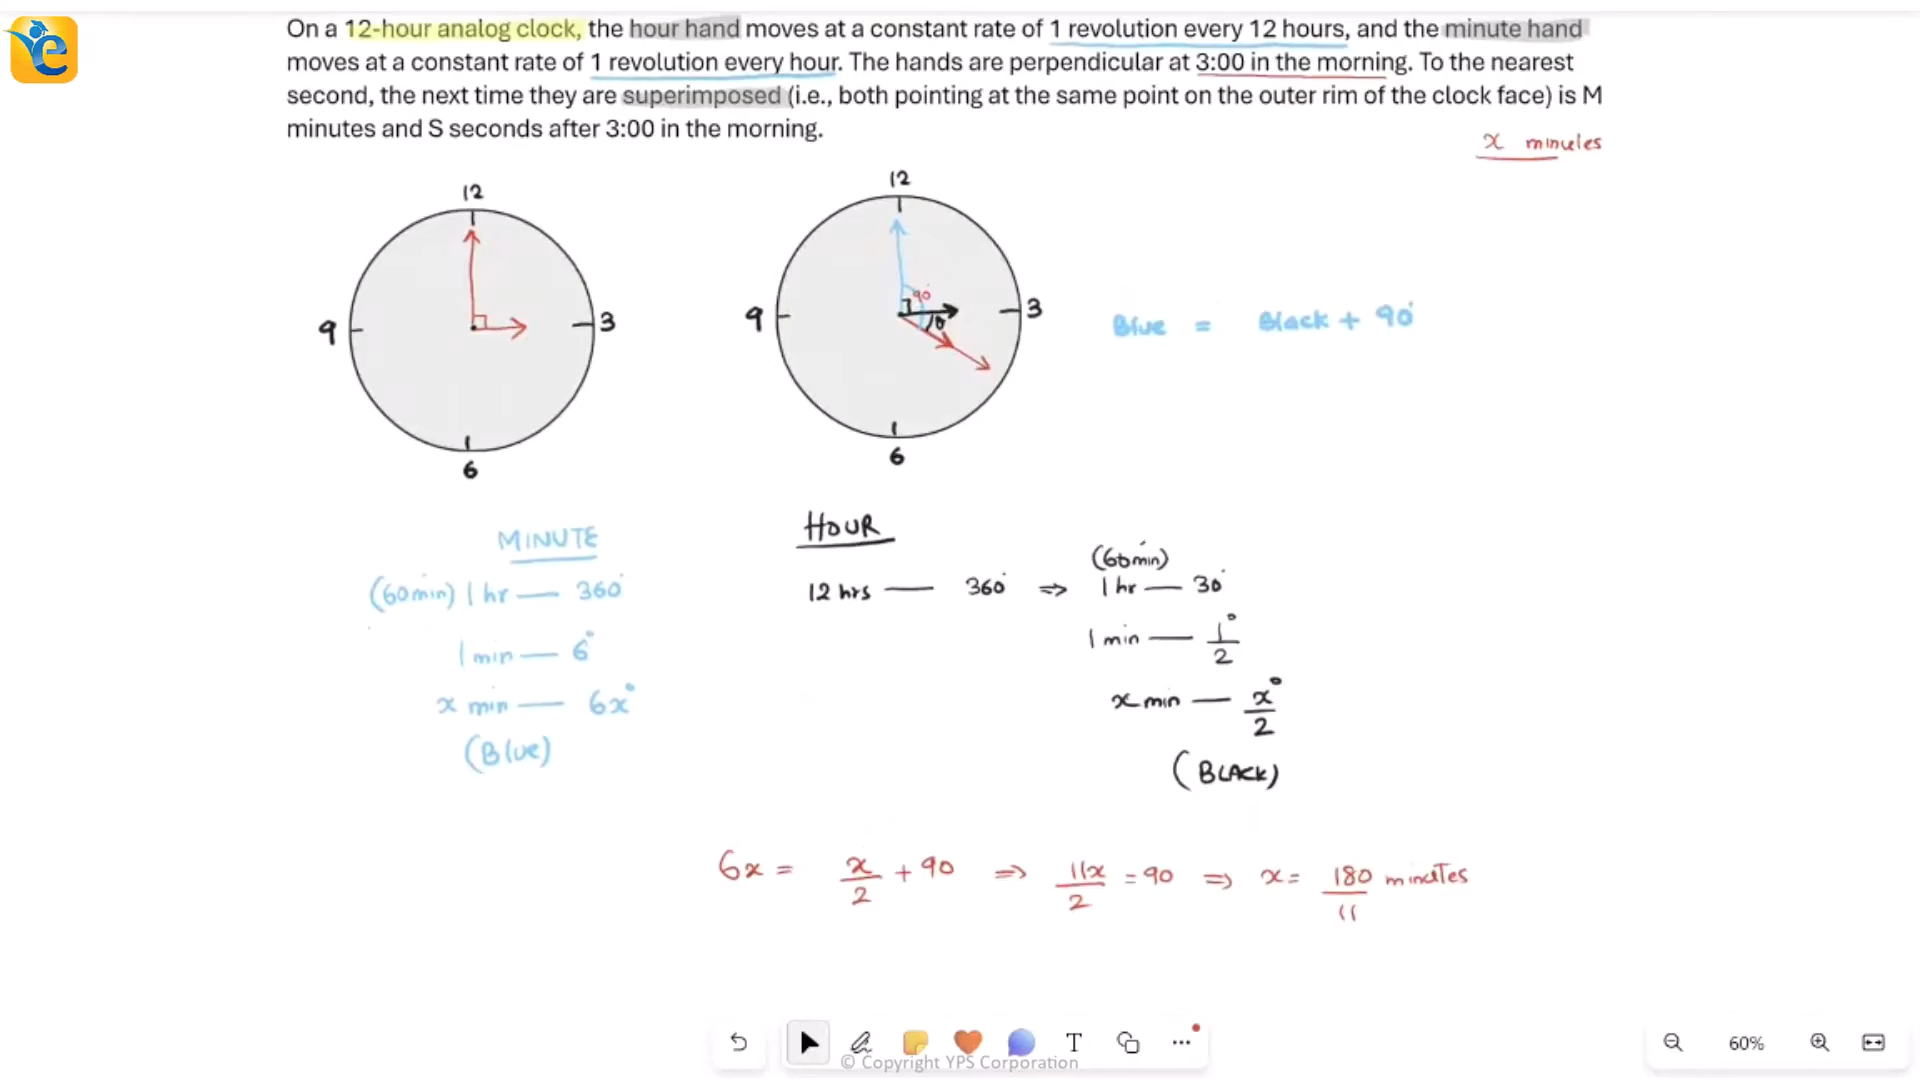 On a 12-hour analog clock, the hour hand moves at a constant rate of 1 revolution every 12 hours, and the minute hand
moves at a constant rate of 1 revolution every hour. The hands are perpendicular at 3:00 in the morning. To the nearest
second, the next time they are superimposed (i.e., both pointing at the same point on the outer rim of the clock face) is M
minutes and S seconds after 3:00 in the morning.
x minutes
12
9
3
6
12
90°
9
3
6
Blue = Black + 90°
MINUTE
(60min) 1 hr — 360°
1 min — 6°
x min — 6x°
(Blue)
HOUR
(60min)
12 hrs — 360° ⇒ 1 hr — 30°
1 min — 1/2°
x min — x/2°
(BLACK)
6x = x/2 + 90 ⇒ 11x/2 = 90 ⇒ x = 180/11 minutes
T
60%
© Copyright YPS Corporation